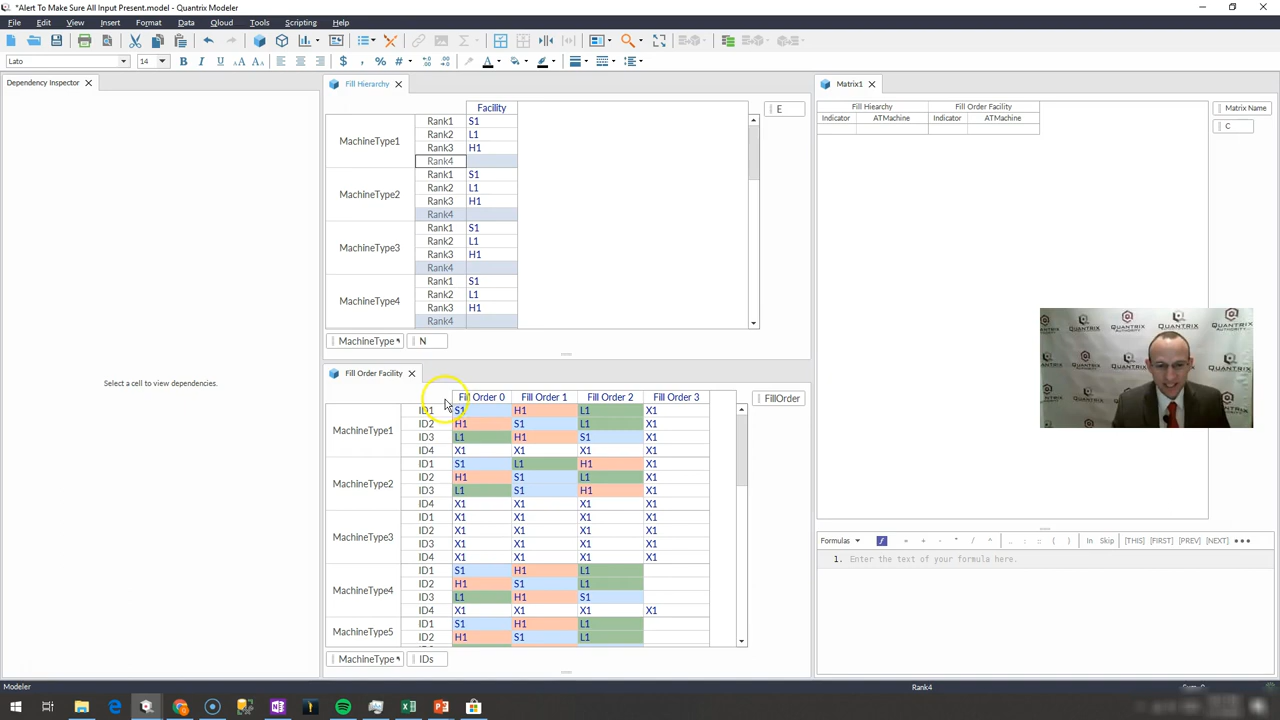 *Alert To Make Sure All Input Present.model - Quantrix Modeler
File Edit View Insert Format Data Qloud Tools Scripting Help
Lato 14 B I U A A $ % #
Dependency Inspector
Select a cell to view dependencies.
Fill Hierarchy
E
Facility
MachineType1 Rank1 S1
Rank2 L1
Rank3 H1
Rank4
MachineType2 Rank1 S1
Rank2 L1
Rank3 H1
Rank4
MachineType3 Rank1 S1
Rank2 L1
Rank3 H1
Rank4
MachineType4 Rank1 S1
Rank2 L1
Rank3 H1
Rank4
MachineType N
Fill Order Facility
FillOrder
Fill Order 0 Fill Order 1 Fill Order 2 Fill Order 3
MachineType1 ID1 S1 H1 L1 X1
ID2 H1 S1 L1 X1
ID3 L1 H1 S1 X1
ID4 X1 X1 X1 X1
MachineType2 ID1 S1 L1 H1 X1
ID2 H1 S1 L1 X1
ID3 L1 S1 H1 X1
ID4 X1 X1 X1 X1
MachineType3 ID1 X1 X1 X1 X1
ID2 X1 X1 X1 X1
ID3 X1 X1 X1 X1
ID4 X1 X1 X1 X1
MachineType4 ID1 S1 H1 L1
ID2 H1 S1 L1
ID3 L1 H1 S1
ID4 X1 X1 X1 X1
MachineType5 ID1 S1 H1 L1
ID2 H1 S1 L1
MachineType IDs
Matrix1
Matrix Name
C
Fill Hiearchy Fill Order Facility
Indicator ATMachine Indicator ATMachine
QUANTRIX
AUTHORITY
Formulas f + + - * / ^ .. : :: ( ) In Skip [THIS] [FIRST] [PREV] [NEXT]
1. Enter the text of your formula here.
Modeler Rank4 Sum: 0